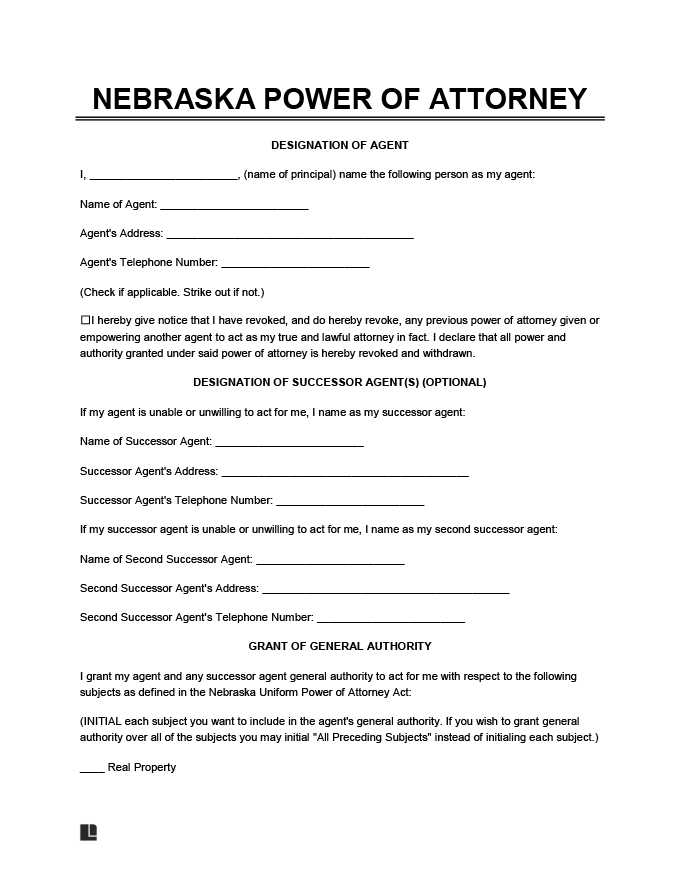 NEBRASKA POWER OF ATTORNEY
DESIGNATION OF AGENT
I, ________________________, (name of principal) name the following person as my agent:
Name of Agent: ________________________
Agent's Address: ________________________________________
Agent's Telephone Number: ________________________
(Check if applicable. Strike out if not.)
☐I hereby give notice that I have revoked, and do hereby revoke, any previous power of attorney given or
empowering another agent to act as my true and lawful attorney in fact. I declare that all power and
authority granted under said power of attorney is hereby revoked and withdrawn.
DESIGNATION OF SUCCESSOR AGENT(S) (OPTIONAL)
If my agent is unable or unwilling to act for me, I name as my successor agent:
Name of Successor Agent: ________________________
Successor Agent's Address: ________________________________________
Successor Agent's Telephone Number: ________________________
If my successor agent is unable or unwilling to act for me, I name as my second successor agent:
Name of Second Successor Agent: ________________________
Second Successor Agent's Address: ________________________________________
Second Successor Agent's Telephone Number: ________________________
GRANT OF GENERAL AUTHORITY
I grant my agent and any successor agent general authority to act for me with respect to the following
subjects as defined in the Nebraska Uniform Power of Attorney Act:
(INITIAL each subject you want to include in the agent's general authority. If you wish to grant general
authority over all of the subjects you may initial "All Preceding Subjects" instead of initialing each subject.)
____ Real Property